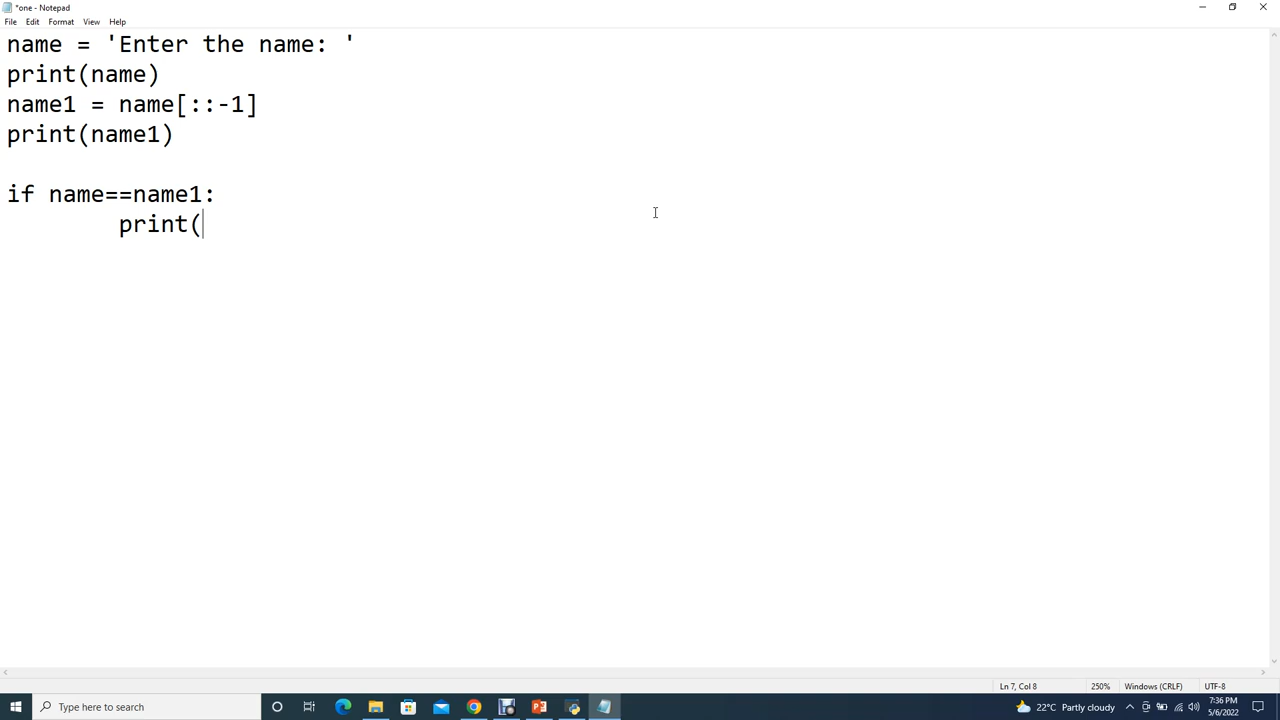 *one - Notepad
File Edit Format View Help
name = 'Enter the name: '
print(name)
name1 = name[::-1]
print(name1)
if name==name1:
print(
Ln 7, Col 8 250% Windows (CRLF) UTF-8
Type here to search 22°C Partly cloudy 7:36 PM
5/6/2022